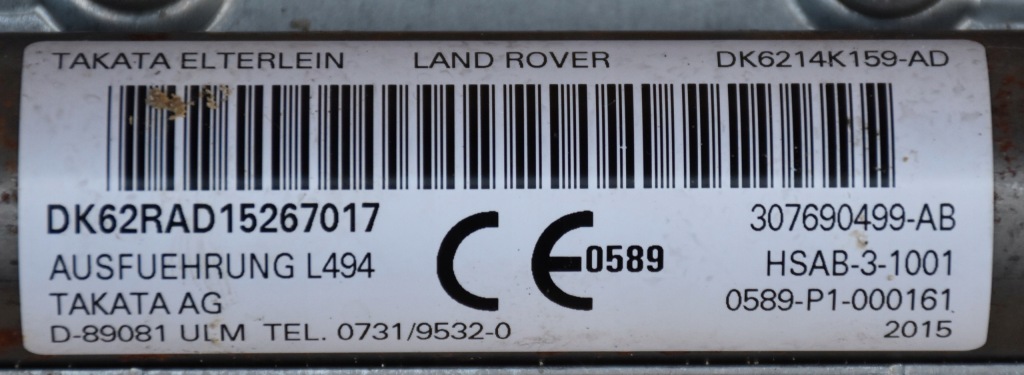 TAKATA ELTERLEIN LAND ROVER DK6214K159-AD
DK62RAD15267017 307690499-AB
CE 0589
AUSFUEHRUNG L494 HSAB-3-1001
TAKATA AG 0589-P1-000161
D-89081 ULM TEL. 0731/9532-0 2015